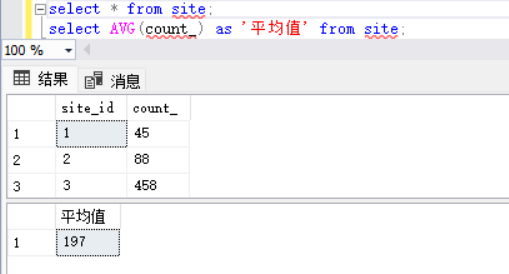 select * from site;
select AVG(count_) as '平均值' from site;
100 %
结果 消息
site_id count_
1 1 45
2 2 88
3 3 458
平均值
1 197